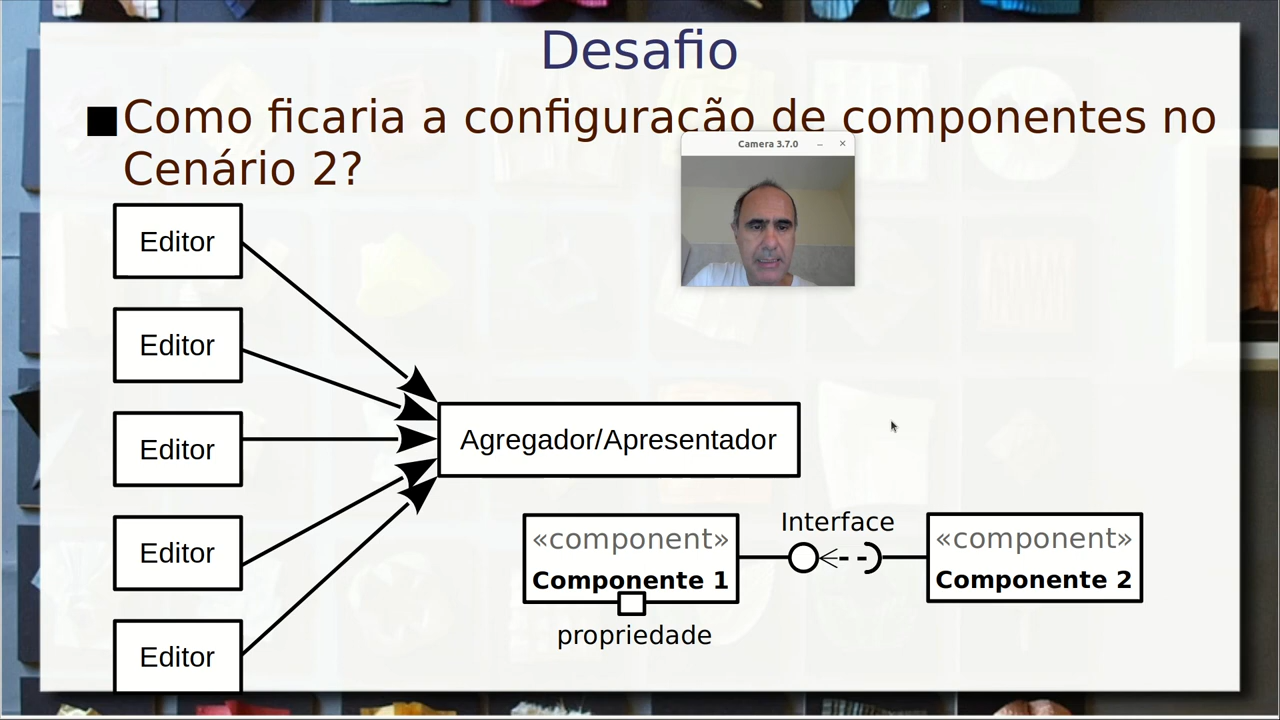 Desafio
Como ficaria a configuração de componentes no
Cenário 2?
Camera 3.7.0
Editor
Editor
Editor
Editor
Editor
Agregador/Apresentador
«component»
Componente 1
propriedade
Interface
«component»
Componente 2